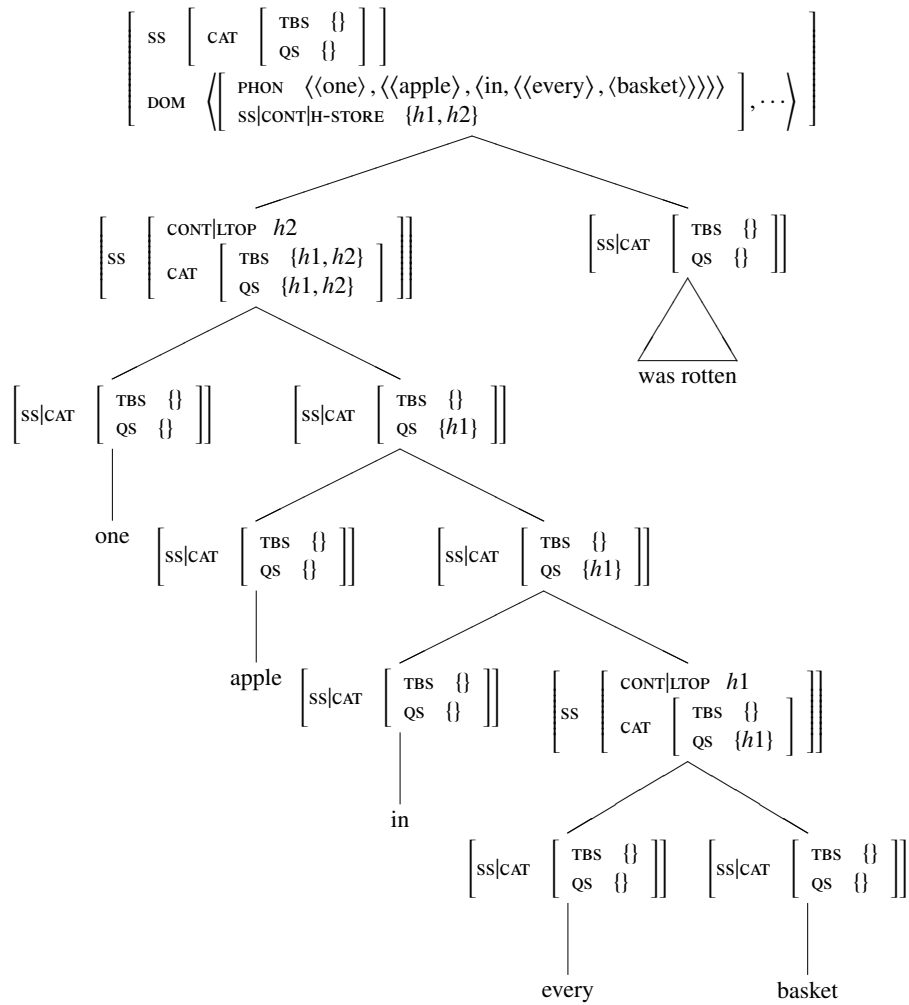 SS [ CAT [ TBS {}
QS {} ] ]
DOM ⟨[ PHON ⟨⟨one⟩, ⟨⟨apple⟩, ⟨in, ⟨⟨every⟩, ⟨basket⟩⟩⟩⟩⟩
SS|CONT|H-STORE {h1, h2} ], ⋯⟩
[SS [ CONT|LTOP h2
CAT [ TBS {h1, h2}
QS {h1, h2} ]]]
[SS|CAT [ TBS {}
QS {} ]]
was rotten
[SS|CAT [ TBS {}
QS {} ]]
[SS|CAT [ TBS {}
QS {h1} ]]
one
[SS|CAT [ TBS {}
QS {} ]]
[SS|CAT [ TBS {}
QS {h1} ]]
apple
[SS|CAT [ TBS {}
QS {} ]]
[SS [ CONT|LTOP h1
CAT [ TBS {}
QS {h1} ]]]
in
[SS|CAT [ TBS {}
QS {} ]]
[SS|CAT [ TBS {}
QS {} ]]
every
basket